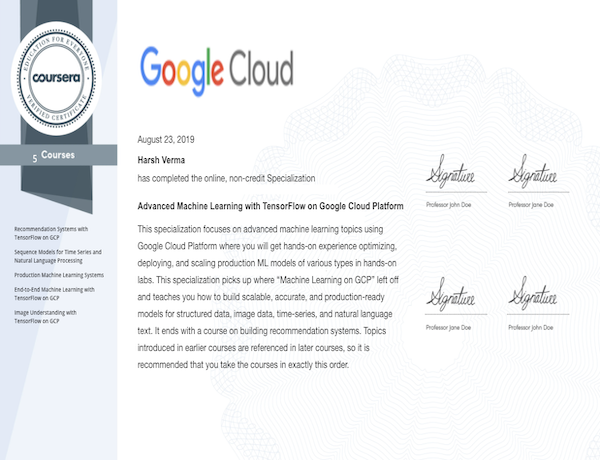 EDUCATION FOR EVERYONE
coursera
VERIFIED CERTIFICATE
5 Courses
Recommendation Systems with
TensorFlow on GCP
Sequence Models for Time Series and
Natural Language Processing
Production Machine Learning Systems
End-to-End Machine Learning with
TensorFlow on GCP
Image Understanding with
TensorFlow on GCP
Google Cloud
August 23, 2019
Harsh Verma
has completed the online, non-credit Specialization
Advanced Machine Learning with TensorFlow on Google Cloud Platform
This specialization focuses on advanced machine learning topics using
Google Cloud Platform where you will get hands-on experience optimizing,
deploying, and scaling production ML models of various types in hands-on
labs. This specialization picks up where “Machine Learning on GCP” left off
and teaches you how to build scalable, accurate, and production-ready
models for structured data, image data, time-series, and natural language
text. It ends with a course on building recommendation systems. Topics
introduced in earlier courses are referenced in later courses, so it is
recommended that you take the courses in exactly this order.
Signature
Professor John Doe
Signature
Professor Jane Doe
Signature
Professor Jane Doe
Signature
Professor John Doe